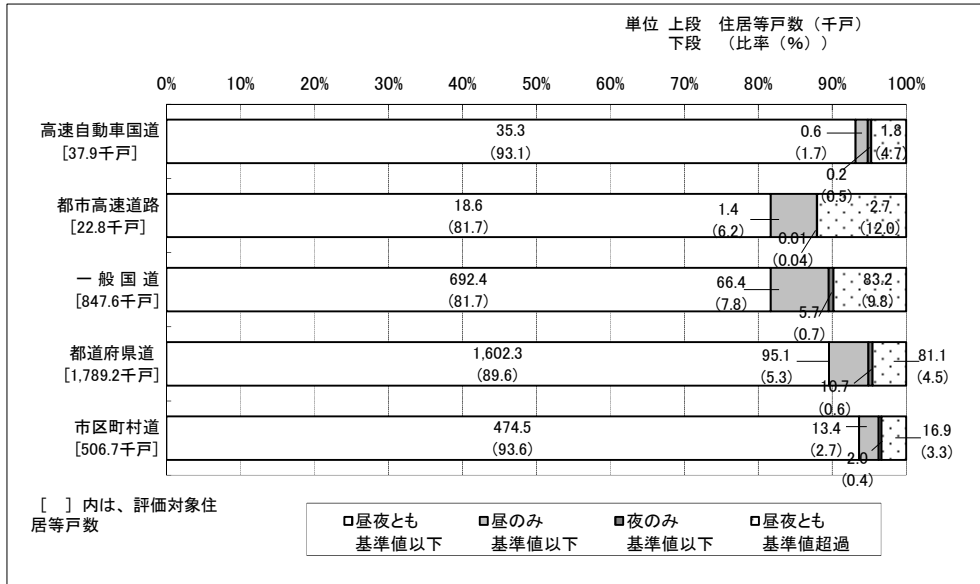 単位 上段 住居等戸数（千戸）
下段 （比率（%））
0% 10% 20% 30% 40% 50% 60% 70% 80% 90% 100%
高速自動車国道
[37.9千戸]
35.3
(93.1)
0.6
(1.7)
0.2
(0.5)
1.8
(4.7)
都市高速道路
[22.8千戸]
18.6
(81.7)
1.4
(6.2)
0.01
(0.04)
2.7
(12.0)
一般国道
[847.6千戸]
692.4
(81.7)
66.4
(7.8)
5.7
(0.7)
83.2
(9.8)
都道府県道
[1,789.2千戸]
1,602.3
(89.6)
95.1
(5.3)
10.7
(0.6)
81.1
(4.5)
市区町村道
[506.7千戸]
474.5
(93.6)
13.4
(2.7)
2.0
(0.4)
16.9
(3.3)
[ ]内は、評価対象住
居等戸数
昼夜とも
基準値以下
昼のみ
基準値以下
夜のみ
基準値以下
昼夜とも
基準値超過